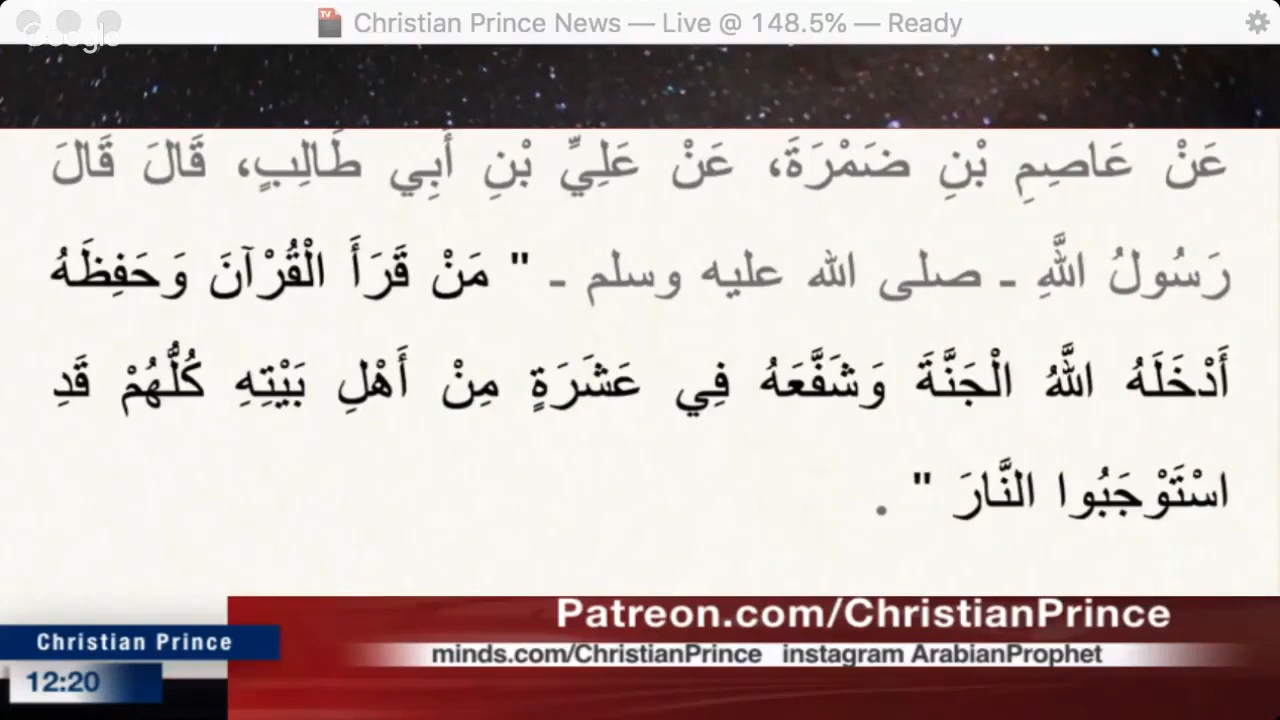 Christian Prince News — Live @ 148.5% — Ready
Google
عَنْ عَاصِمِ بْنِ ضَمْرَةَ، عَنْ عَلِيِّ بْنِ أَبِي طَالِبٍ، قَالَ قَالَ
رَسُولُ اللَّهِ ـ صلى الله عليه وسلم ـ " مَنْ قَرَأَ الْقُرْآنَ وَحَفِظَهُ
أَدْخَلَهُ اللَّهُ الْجَنَّةَ وَشَفَّعَهُ فِي عَشَرَةٍ مِنْ أَهْلِ بَيْتِهِ كُلُّهُمْ قَدِ
اسْتَوْجَبُوا النَّارَ " .
Patreon.com/ChristianPrince
Christian Prince
minds.com/ChristianPrince instagram ArabianProphet
12:20